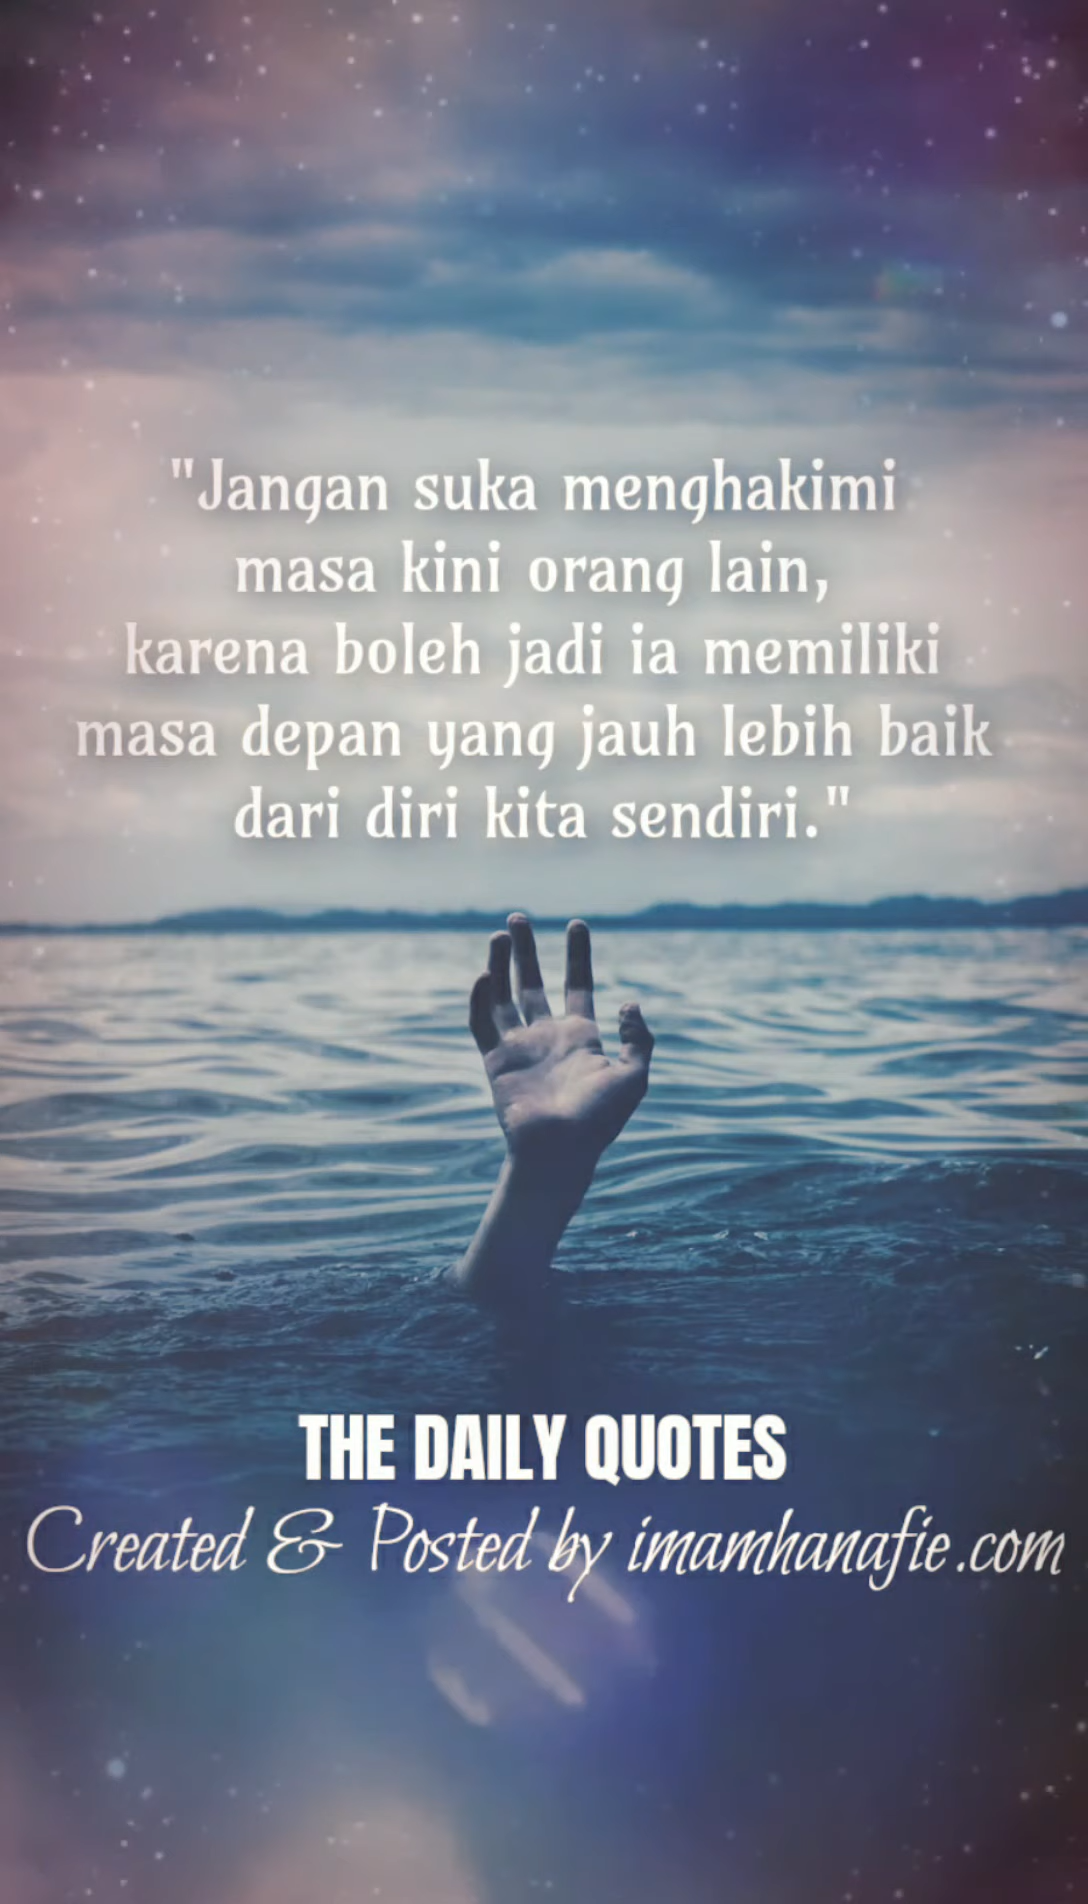 "Jangan suka menghakimi
masa kini orang lain,
karena boleh jadi ia memiliki
masa depan yang jauh lebih baik
dari diri kita sendiri."
THE DAILY QUOTES
Created & Posted by imamhanafie.com